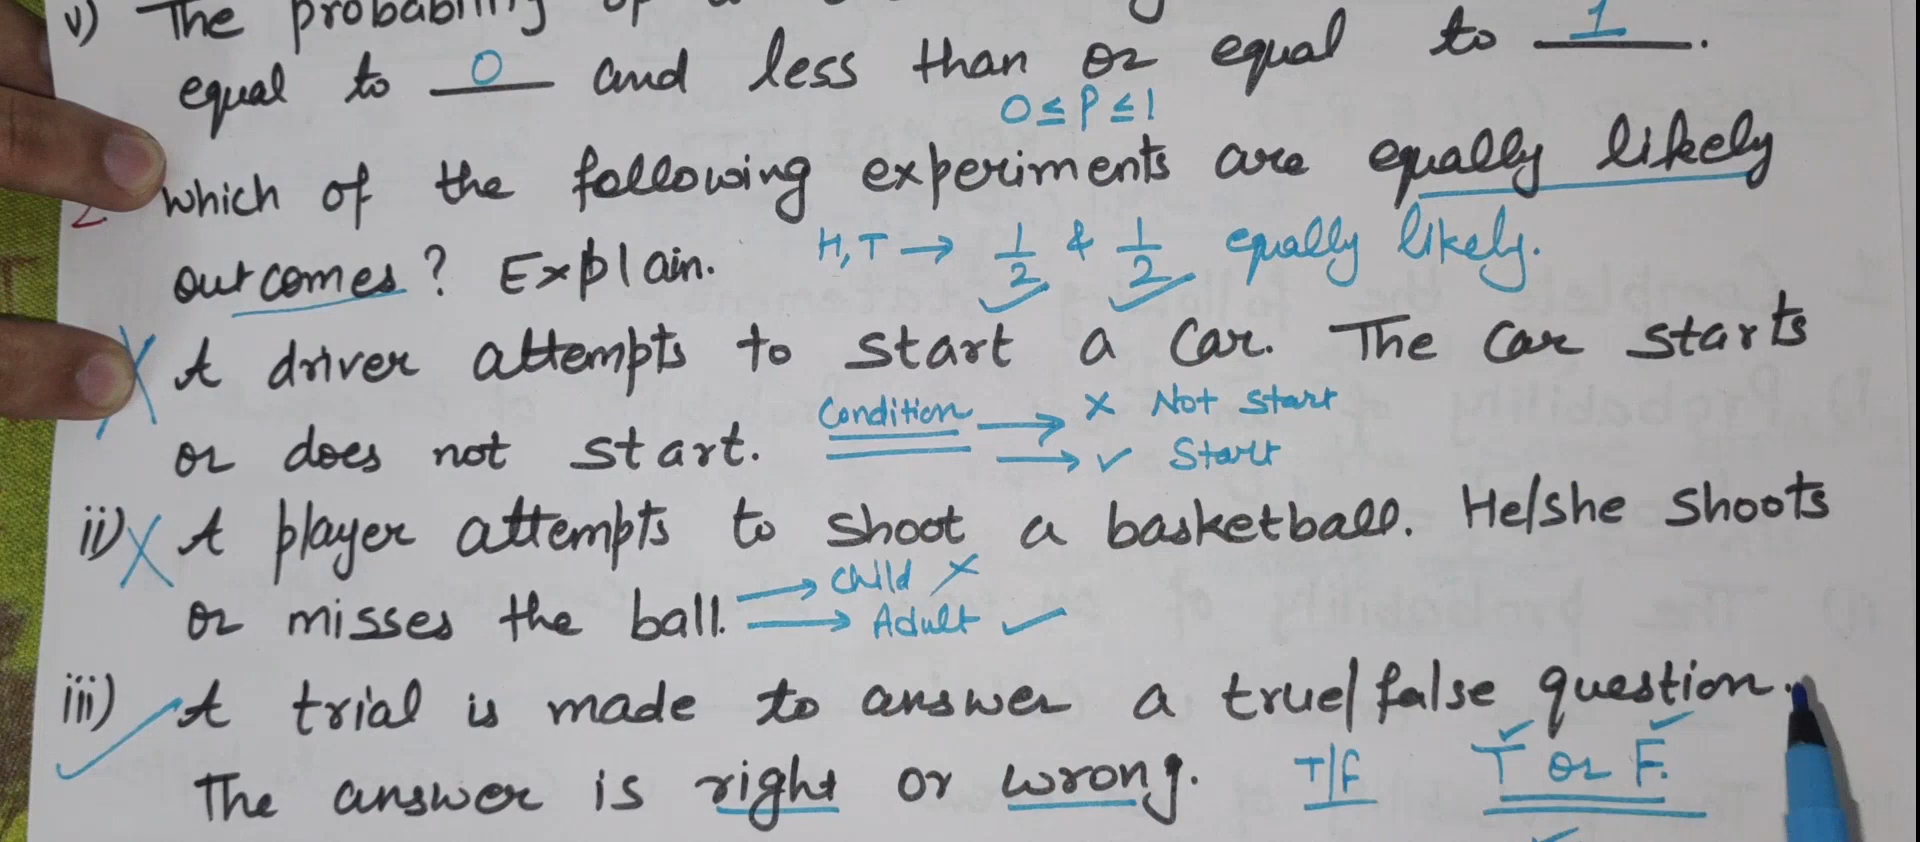 v) The probability of a
equal to 0 and less than or equal to 1.
0 ≤ P ≤ 1
2 which of the following experiments are equally likely
outcomes? Explain. H, T → 1/2 & 1/2 equally likely.
X A driver attempts to start a car. The car starts
or does not start. Condition → x Not start
→ ✓ Start
ii) X A player attempts to shoot a basketball. He/she shoots
or misses the ball. → Child X
→ Adult ✓
iii) ✓ A trial is made to answer a true/false question.
The answer is right or wrong. T/F T or F.